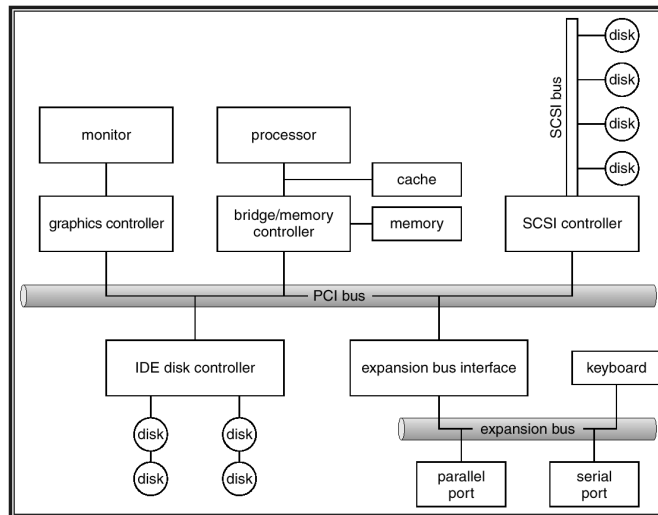 disk
disk
disk
disk
SCSI bus
monitor
processor
cache
graphics controller
bridge/memory
controller
memory
SCSI controller
PCI bus
IDE disk controller
expansion bus interface
keyboard
disk
disk
expansion bus
disk
disk
parallel
port
serial
port